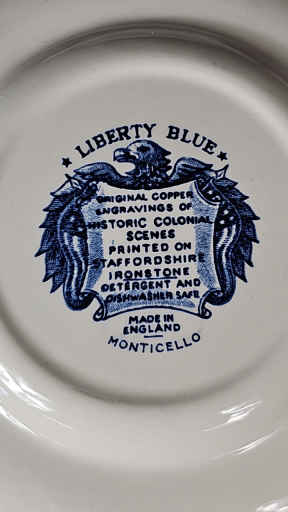 ★ LIBERTY BLUE ★
ORIGINAL COPPER
ENGRAVINGS OF
HISTORIC COLONIAL
SCENES
PRINTED ON
STAFFORDSHIRE
IRONSTONE
DETERGENT AND
DISHWASHER SAFE
MADE IN
ENGLAND
MONTICELLO